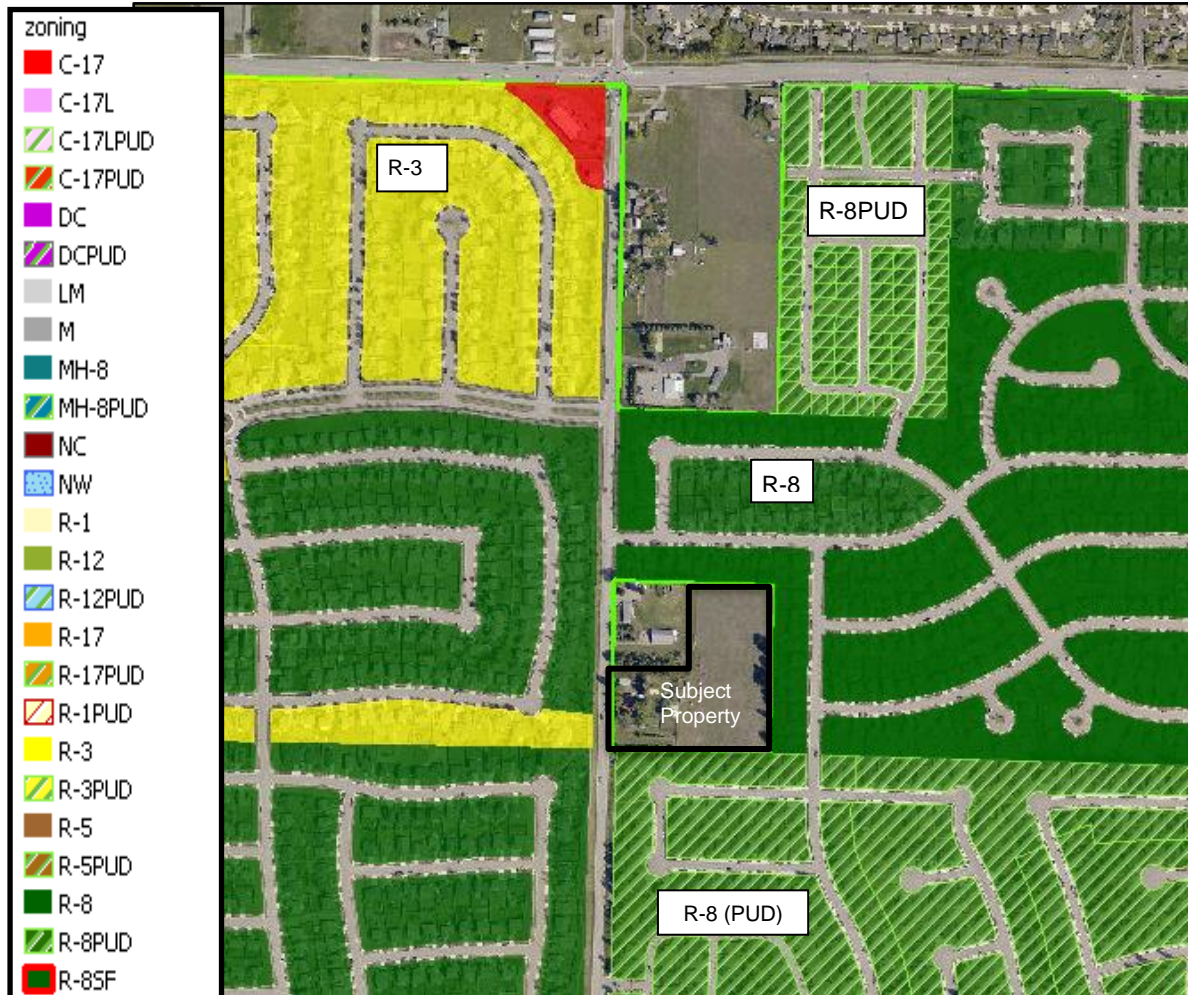 zoning
C-17
C-17L
C-17LPUD
C-17PUD
DC
DCPUD
LM
M
MH-8
MH-8PUD
NC
NW
R-1
R-12
R-12PUD
R-17
R-17PUD
R-1PUD
R-3
R-3PUD
R-5
R-5PUD
R-8
R-8PUD
R-8SF
R-3
R-8PUD
R-8
Subject
Property
R-8 (PUD)